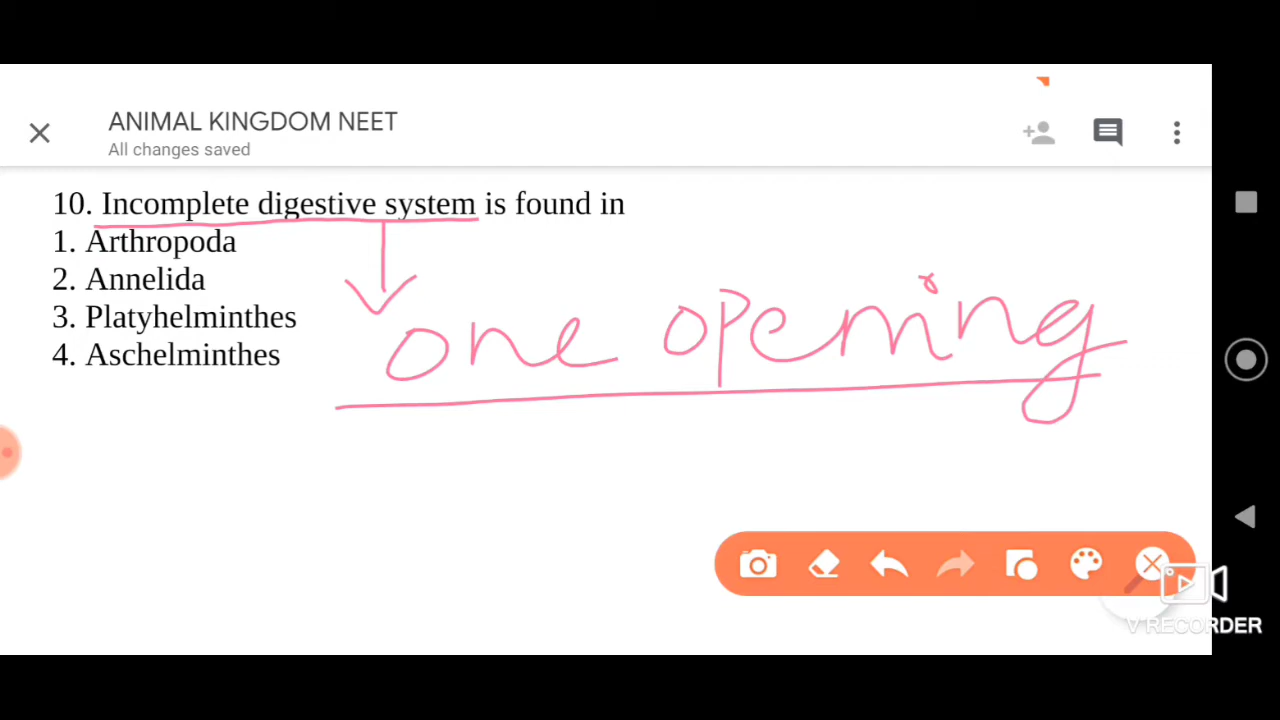 ANIMAL KINGDOM NEET
All changes saved
10. Incomplete digestive system is found in
1. Arthropoda
2. Annelida
3. Platyhelminthes
4. Aschelminthes
one opening
V RECORDER